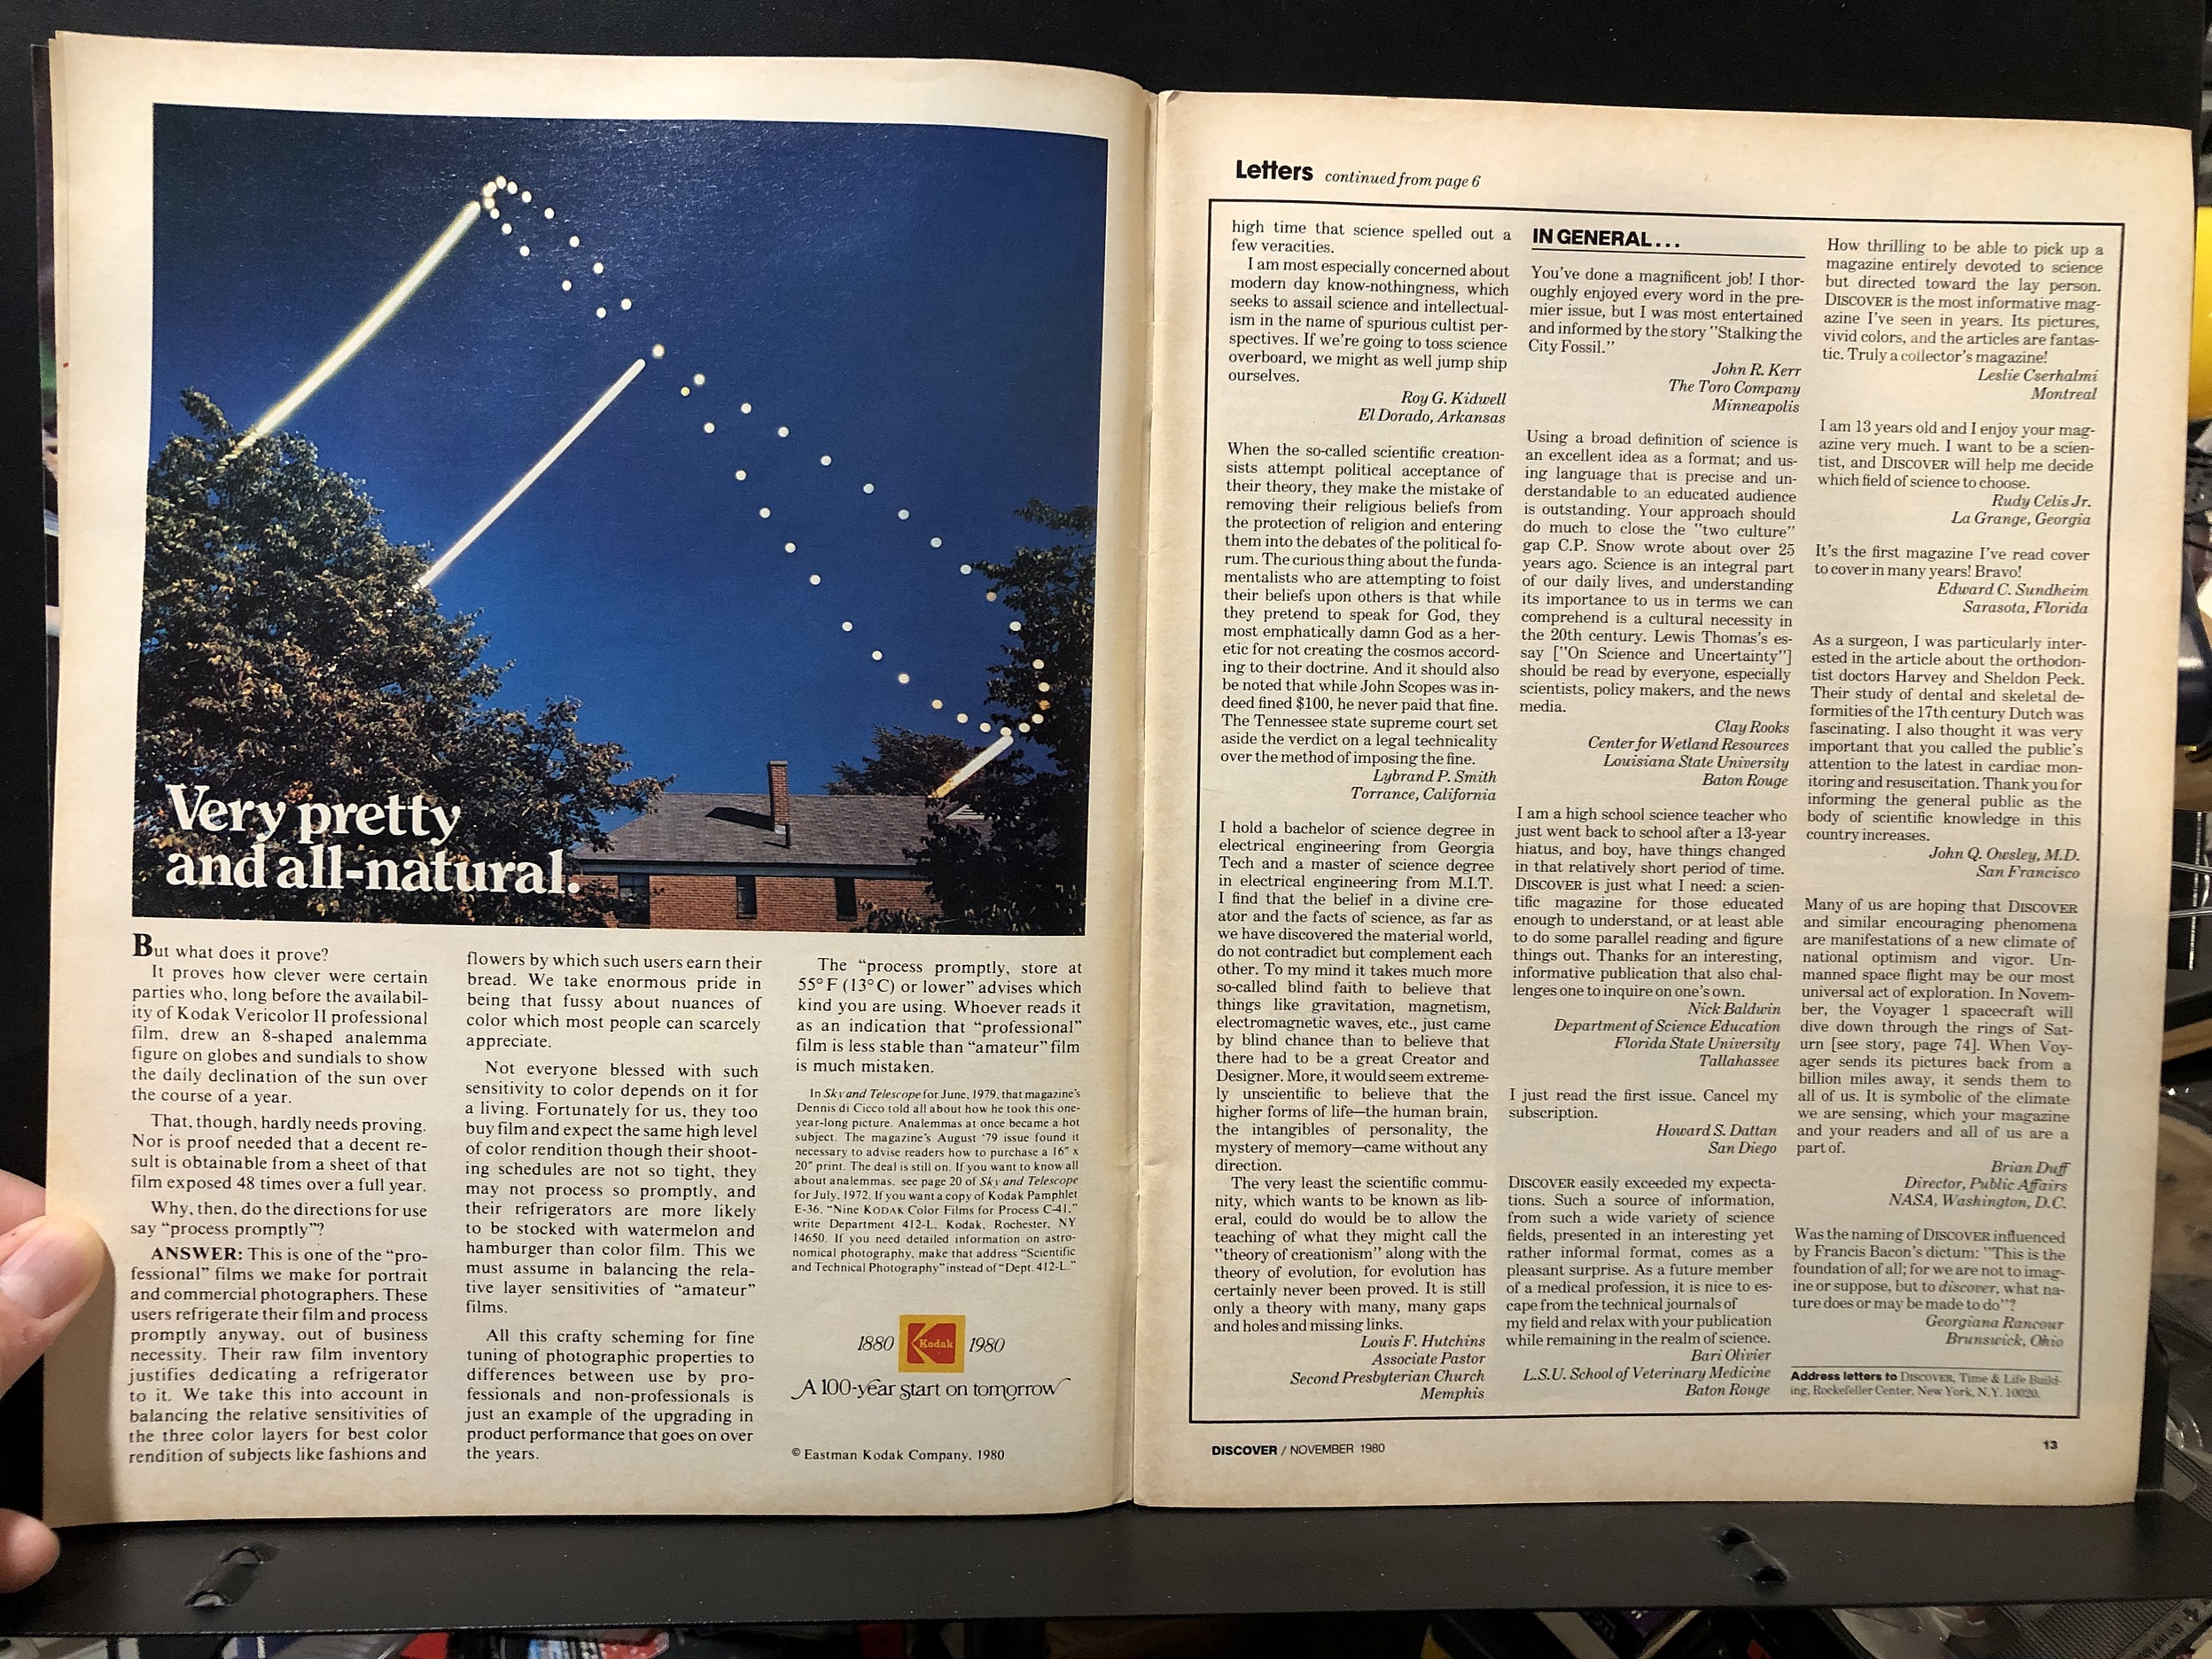 Very pretty
and all-natural.
But what does it prove?
It proves how clever were certain
parties who, long before the availabil-
ity of Kodak Vericolor II professional
film, drew an 8-shaped analemma
figure on globes and sundials to show
the daily declination of the sun over
the course of a year.
That, though, hardly needs proving.
Nor is proof needed that a decent re-
sult is obtainable from a sheet of that
film exposed 48 times over a full year.
Why, then, do the directions for use
say “process promptly”?
ANSWER: This is one of the “pro-
fessional” films we make for portrait
and commercial photographers. These
users refrigerate their film and process
promptly anyway, out of business
necessity. Their raw film inventory
justifies dedicating a refrigerator
to it. We take this into account in
balancing the relative sensitivities of
the three color layers for best color
rendition of subjects like fashions and
flowers by which such users earn their
bread. We take enormous pride in
being that fussy about nuances of
color which most people can scarcely
appreciate.
Not everyone blessed with such
sensitivity to color depends on it for
a living. Fortunately for us, they too
buy film and expect the same high level
of color rendition though their shoot-
ing schedules are not so tight, they
may not process so promptly, and
their refrigerators are more likely
to be stocked with watermelon and
hamburger than color film. This we
must assume in balancing the rela-
tive layer sensitivities of “amateur”
films.
All this crafty scheming for fine
tuning of photographic properties to
differences between use by pro-
fessionals and non-professionals is
just an example of the upgrading in
product performance that goes on over
the years.
The “process promptly, store at
55°F (13°C) or lower” advises which
kind you are using. Whoever reads it
as an indication that “professional”
film is less stable than “amateur” film
is much mistaken.
In Sky and Telescope for June, 1979, that magazine's
Dennis di Cicco told all about how he took this one-
year-long picture. Analemmas at once became a hot
subject. The magazine's August '79 issue found it
necessary to advise readers how to purchase a 16" x
20" print. The deal is still on. If you want to know all
about analemmas, see page 20 of Sky and Telescope
for July, 1972. If you want a copy of Kodak Pamphlet
E-36, “Nine KODAK Color Films for Process C-41,”
write Department 412-L, Kodak, Rochester, NY
14650. If you need detailed information on astro-
nomical photography, make that address “Scientific
and Technical Photography” instead of “Dept. 412-L.”
1880 Kodak 1980
A 100-year start on tomorrow
© Eastman Kodak Company, 1980
Letters continued from page 6
high time that science spelled out a
few veracities.
I am most especially concerned about
modern day know-nothingness, which
seeks to assail science and intellectual-
ism in the name of spurious cultist per-
spectives. If we're going to toss science
overboard, we might as well jump ship
ourselves.
Roy G. Kidwell
El Dorado, Arkansas
When the so-called scientific creation-
sists attempt political acceptance of
their theory, they make the mistake of
removing their religious beliefs from
the protection of religion and entering
them into the debates of the political fo-
rum. The curious thing about the funda-
mentalists who are attempting to foist
their beliefs upon others is that while
they pretend to speak for God, they
most emphatically damn God as a her-
etic for not creating the cosmos accord-
ing to their doctrine. And it should also
be noted that while John Scopes was in-
deed fined $100, he never paid that fine.
The Tennessee state supreme court set
aside the verdict on a legal technicality
over the method of imposing the fine.
Lybrand P. Smith
Torrance, California
I hold a bachelor of science degree in
electrical engineering from Georgia
Tech and a master of science degree
in electrical engineering from M.I.T.
I find that the belief in a divine cre-
ator and the facts of science, as far as
we have discovered the material world,
do not contradict but complement each
other. To my mind it takes much more
so-called blind faith to believe that
things like gravitation, magnetism,
electromagnetic waves, etc., just came
by blind chance than to believe that
there had to be a great Creator and
Designer. More, it would seem extreme-
ly unscientific to believe that the
higher forms of life—the human brain,
the intangibles of personality, the
mystery of memory—came without any
direction.
The very least the scientific commu-
nity, which wants to be known as lib-
eral, could do would be to allow the
teaching of what they might call the
"theory of creationism" along with the
theory of evolution, for evolution has
certainly never been proved. It is still
only a theory with many, many gaps
and holes and missing links.
Louis F. Hutchins
Associate Pastor
Second Presbyterian Church
Memphis
IN GENERAL...
You've done a magnificent job! I thor-
oughly enjoyed every word in the pre-
mier issue, but I was most entertained
and informed by the story "Stalking the
City Fossil."
John R. Kerr
The Toro Company
Minneapolis
Using a broad definition of science is
an excellent idea as a format; and us-
ing language that is precise and un-
derstandable to an educated audience
is outstanding. Your approach should
do much to close the "two culture"
gap C.P. Snow wrote about over 25
years ago. Science is an integral part
of our daily lives, and understanding
its importance to us in terms we can
comprehend is a cultural necessity in
the 20th century. Lewis Thomas's es-
say ["On Science and Uncertainty"]
should be read by everyone, especially
scientists, policy makers, and the news
media.
Clay Rooks
Center for Wetland Resources
Louisiana State University
Baton Rouge
I am a high school science teacher who
just went back to school after a 13-year
hiatus, and boy, have things changed
in that relatively short period of time.
DISCOVER is just what I need: a scien-
tific magazine for those educated
enough to understand, or at least able
to do some parallel reading and figure
things out. Thanks for an interesting,
informative publication that also chal-
lenges one to inquire on one's own.
Nick Baldwin
Department of Science Education
Florida State University
Tallahassee
I just read the first issue. Cancel my
subscription.
Howard S. Dattan
San Diego
DISCOVER easily exceeded my expecta-
tions. Such a source of information,
from such a wide variety of science
fields, presented in an interesting yet
rather informal format, comes as a
pleasant surprise. As a future member
of a medical profession, it is nice to es-
cape from the technical journals of
my field and relax with your publication
while remaining in the realm of science.
Bari Olivier
L.S.U. School of Veterinary Medicine
Baton Rouge
How thrilling to be able to pick up a
magazine entirely devoted to science
but directed toward the lay person.
DISCOVER is the most informative mag-
azine I've seen in years. Its pictures,
vivid colors, and the articles are fantas-
tic. Truly a collector's magazine!
Leslie Cserhalmi
Montreal
I am 13 years old and I enjoy your mag-
azine very much. I want to be a scien-
tist, and DISCOVER will help me decide
which field of science to choose.
Rudy Celis Jr.
La Grange, Georgia
It's the first magazine I've read cover
to cover in many years! Bravo!
Edward C. Sundheim
Sarasota, Florida
As a surgeon, I was particularly inter-
ested in the article about the orthodon-
tist doctors Harvey and Sheldon Peck.
Their study of dental and skeletal de-
formities of the 17th century Dutch was
fascinating. I also thought it was very
important that you called the public's
attention to the latest in cardiac mon-
itoring and resuscitation. Thank you for
informing the general public as the
body of scientific knowledge in this
country increases.
John Q. Owsley, M.D.
San Francisco
Many of us are hoping that DISCOVER
and similar encouraging phenomena
are manifestations of a new climate of
national optimism and vigor. Un-
manned space flight may be our most
universal act of exploration. In Novem-
ber, the Voyager 1 spacecraft will
dive down through the rings of Sat-
urn [see story, page 74]. When Voy-
ager sends its pictures back from a
billion miles away, it sends them to
all of us. It is symbolic of the climate
we are sensing, which your magazine
and your readers and all of us are a
part of.
Brian Duff
Director, Public Affairs
NASA, Washington, D.C.
Was the naming of DISCOVER influenced
by Francis Bacon's dictum: "This is the
foundation of all; for we are not to imag-
ine or suppose, but to discover, what na-
ture does or may be made to do"?
Georgiana Rancour
Brunswick, Ohio
Address letters to DISCOVER, Time & Life Build-
ing, Rockefeller Center, New York, N.Y. 10020.
DISCOVER / NOVEMBER 1980
13